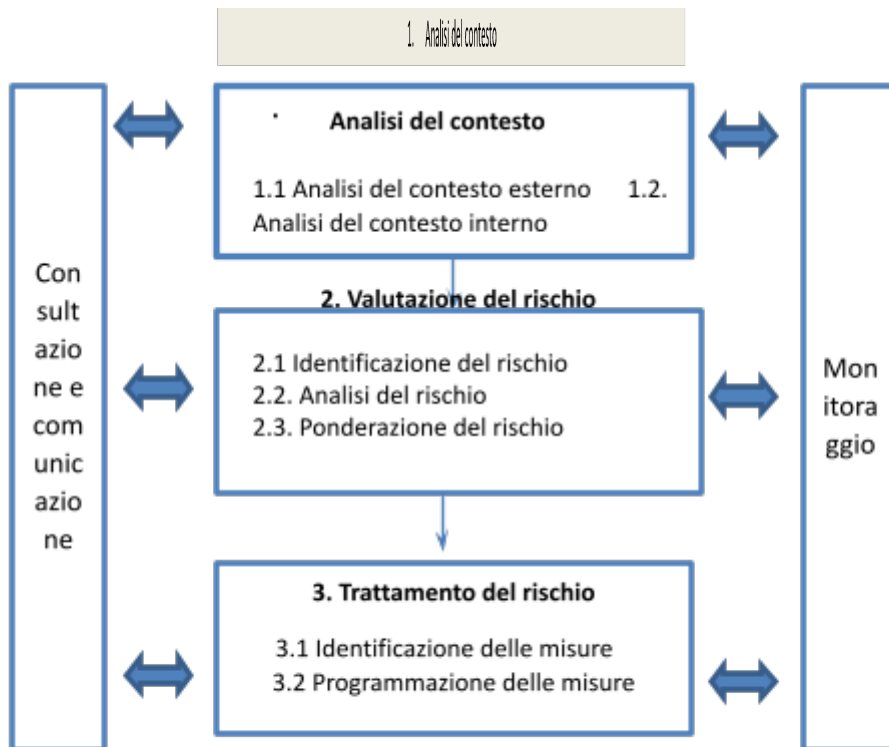 1. Analisi del contesto
Analisi del contesto
1.1 Analisi del contesto esterno 1.2.
Analisi del contesto interno
Con
sult
azio
ne e
com
unic
azio
ne
2. Valutazione del rischio
2.1 Identificazione del rischio
2.2. Analisi del rischio
2.3. Ponderazione del rischio
Mon
itora
ggio
3. Trattamento del rischio
3.1 Identificazione delle misure
3.2 Programmazione delle misure